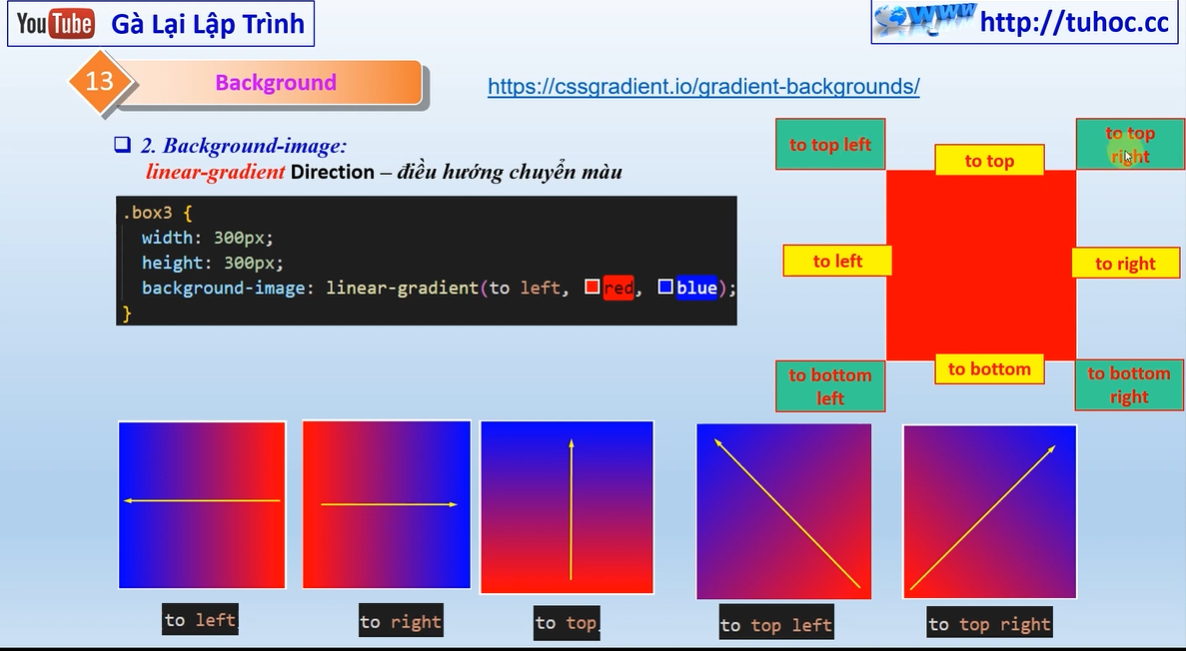 YouTube Gà Lại Lập Trình
www http://tuhoc.cc
13 Background
https://cssgradient.io/gradient-backgrounds/
2. Background-image:
linear-gradient Direction – điều hướng chuyển màu
.box3 {
width: 300px;
height: 300px;
background-image: linear-gradient(to left, red, blue);
}
to top left
to top
to top
right
to left
to right
to bottom
left
to bottom
to bottom
right
to left
to right
to top
to top left
to top right